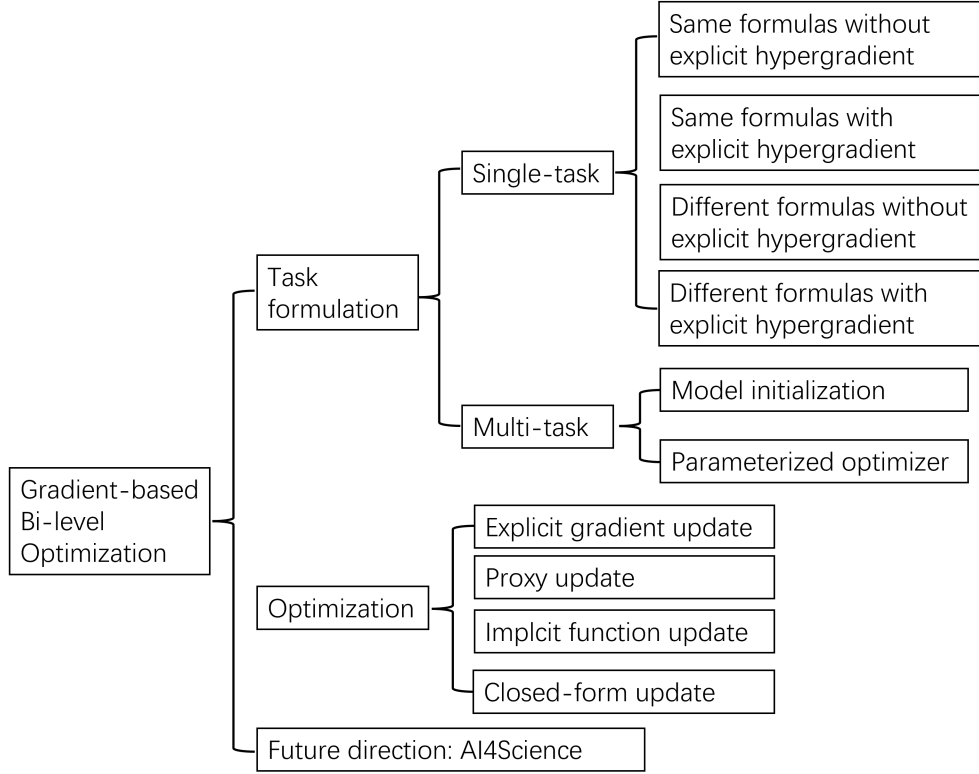 Same formulas without
explicit hypergradient
Same formulas with
explicit hypergradient
Single-task
Different formulas without
explicit hypergradient
Task
formulation
Different formulas with
explicit hypergradient
Model initialization
Multi-task
Parameterized optimizer
Gradient-based
Bi-level
Optimization
Explicit gradient update
Proxy update
Optimization
Implcit function update
Closed-form update
Future direction: AI4Science